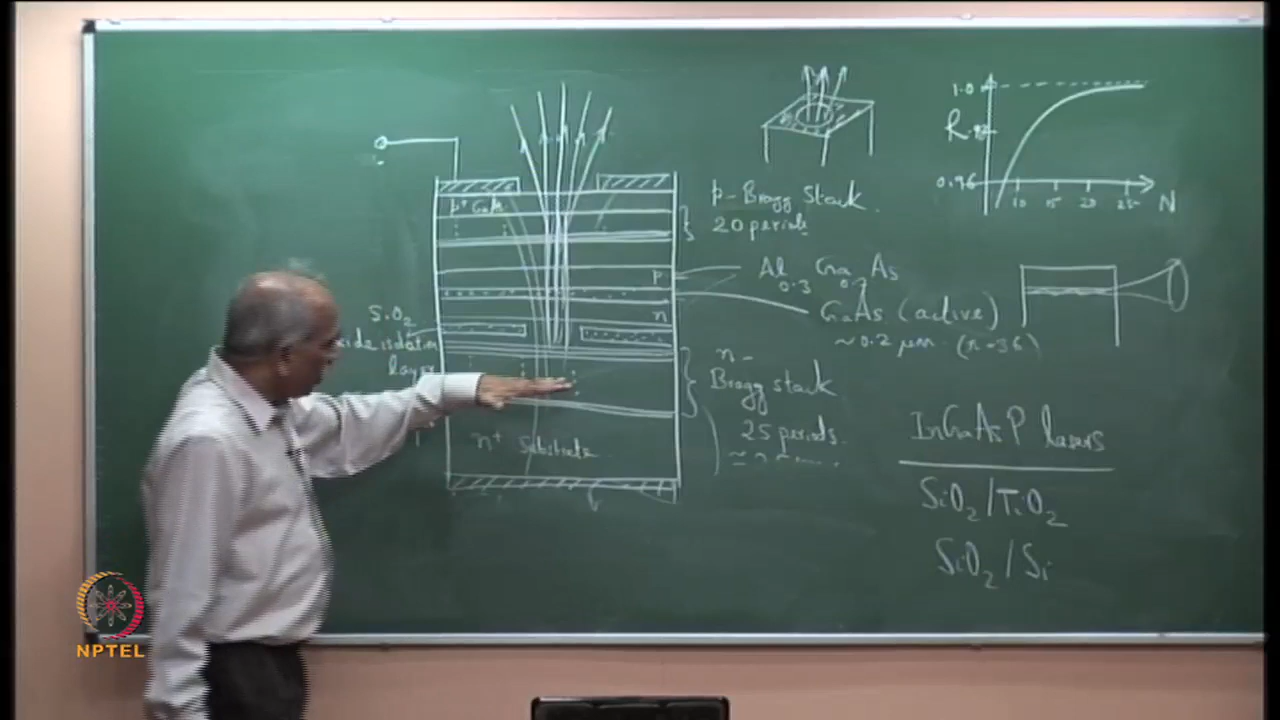 p+ GaAs
p
n
SiO2
oxide isolation
layer
n+ Substrate
p- Bragg Stack
20 periods
Al0.3 Ga0.7 As
GaAs (active)
~0.2 μm (n=3.6)
n-
Bragg stack
25 periods
1.0
R
0.96
10 15 20 25 N
InGaAsP lasers
SiO2/TiO2
SiO2/Si
NPTEL